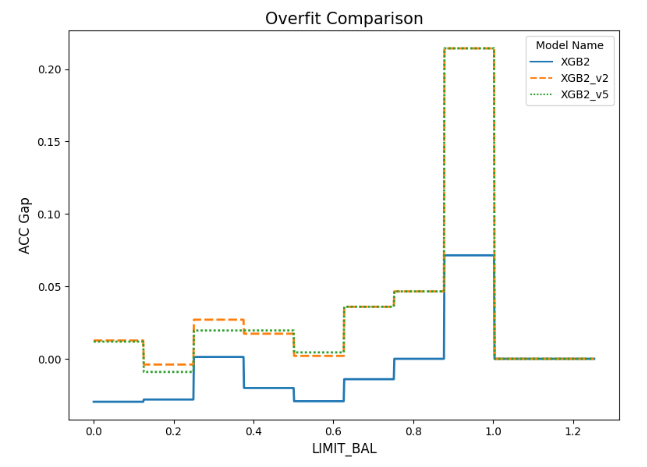 Overfit Comparison
Model Name
XGB2
XGB2_v2
XGB2_v5
ACC Gap
0.20
0.15
0.10
0.05
0.00
0.0 0.2 0.4 0.6 0.8 1.0 1.2
LIMIT_BAL